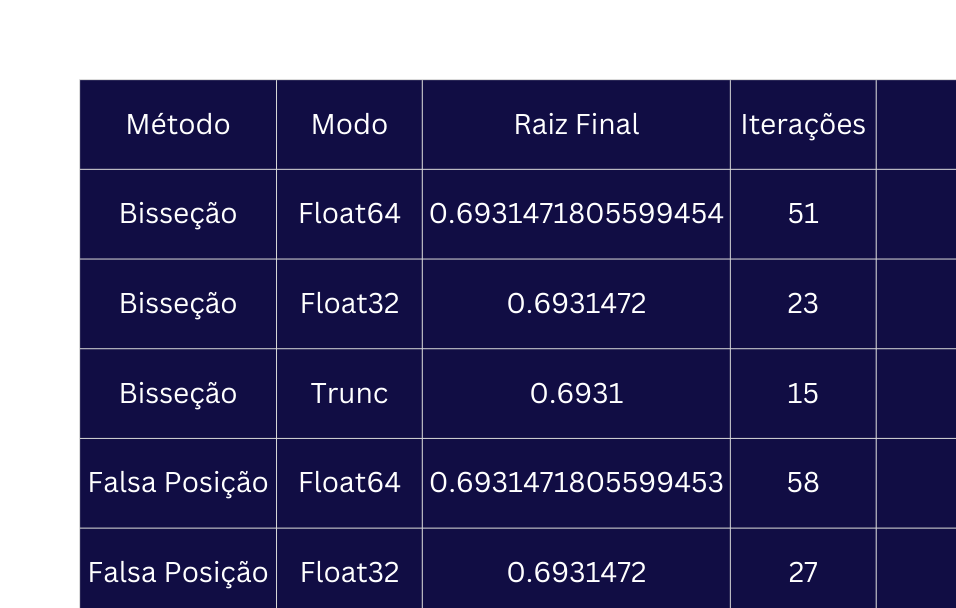 Método Modo Raiz Final Iterações
Bisseção Float64 0.6931471805599454 51
Bisseção Float32 0.6931472 23
Bisseção Trunc 0.6931 15
Falsa Posição Float64 0.6931471805599453 58
Falsa Posição Float32 0.6931472 27